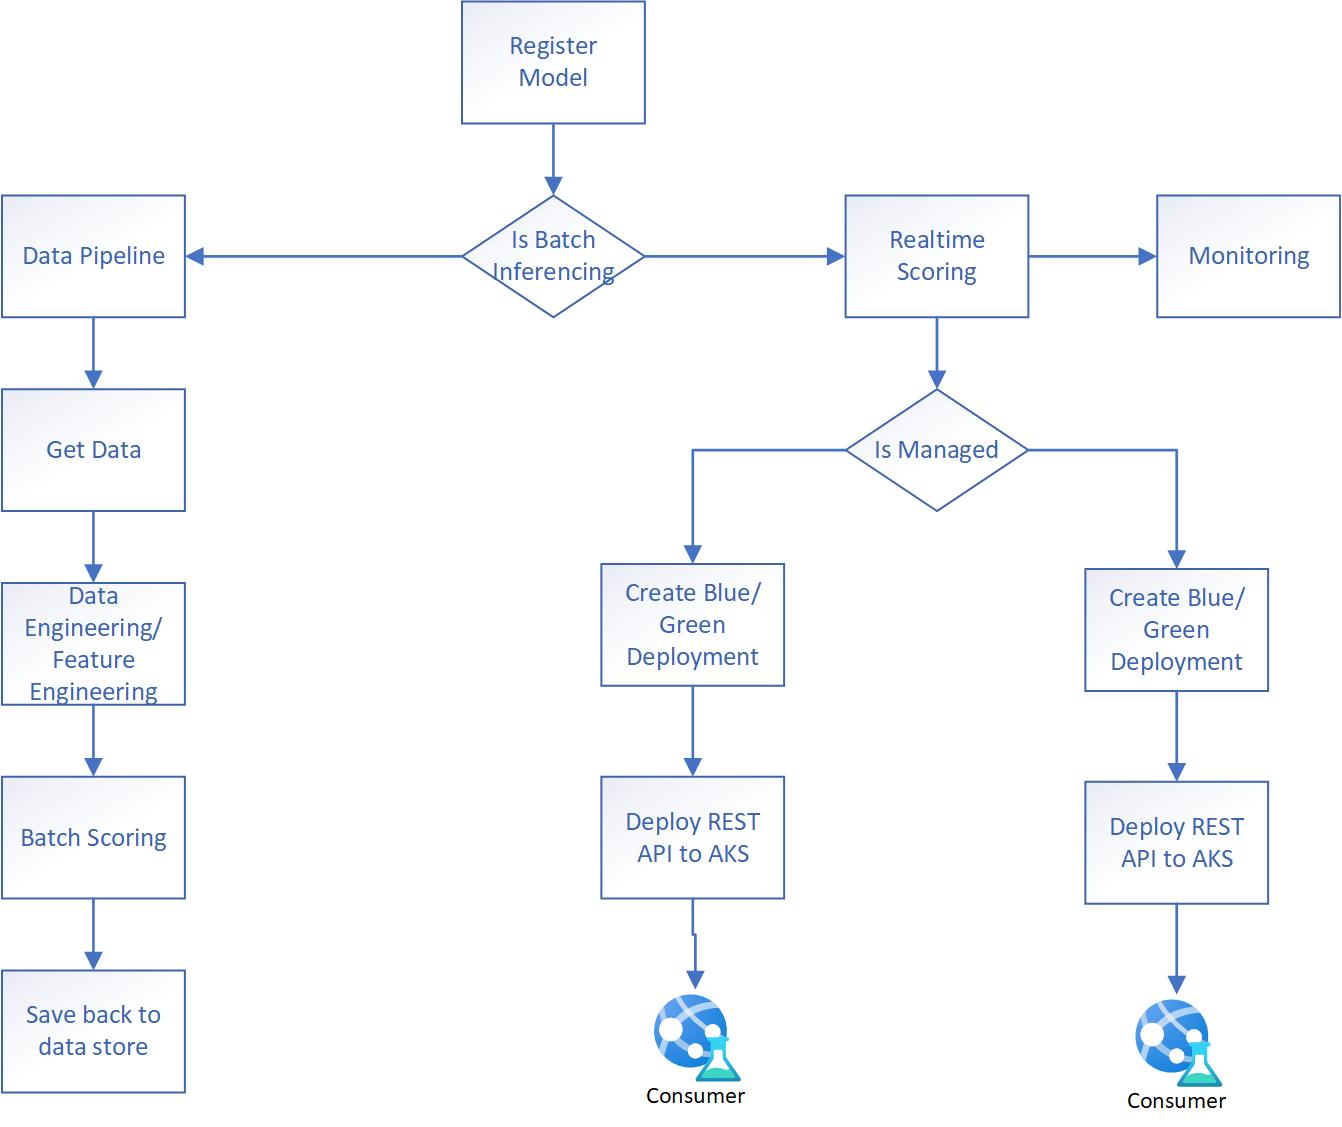 Register
Model
Data Pipeline
Is Batch
Inferencing
Realtime
Scoring
Monitoring
Get Data
Is Managed
Data
Engineering/
Feature
Engineering
Create Blue/
Green
Deployment
Create Blue/
Green
Deployment
Batch Scoring
Deploy REST
API to AKS
Deploy REST
API to AKS
Save back to
data store
Consumer
Consumer